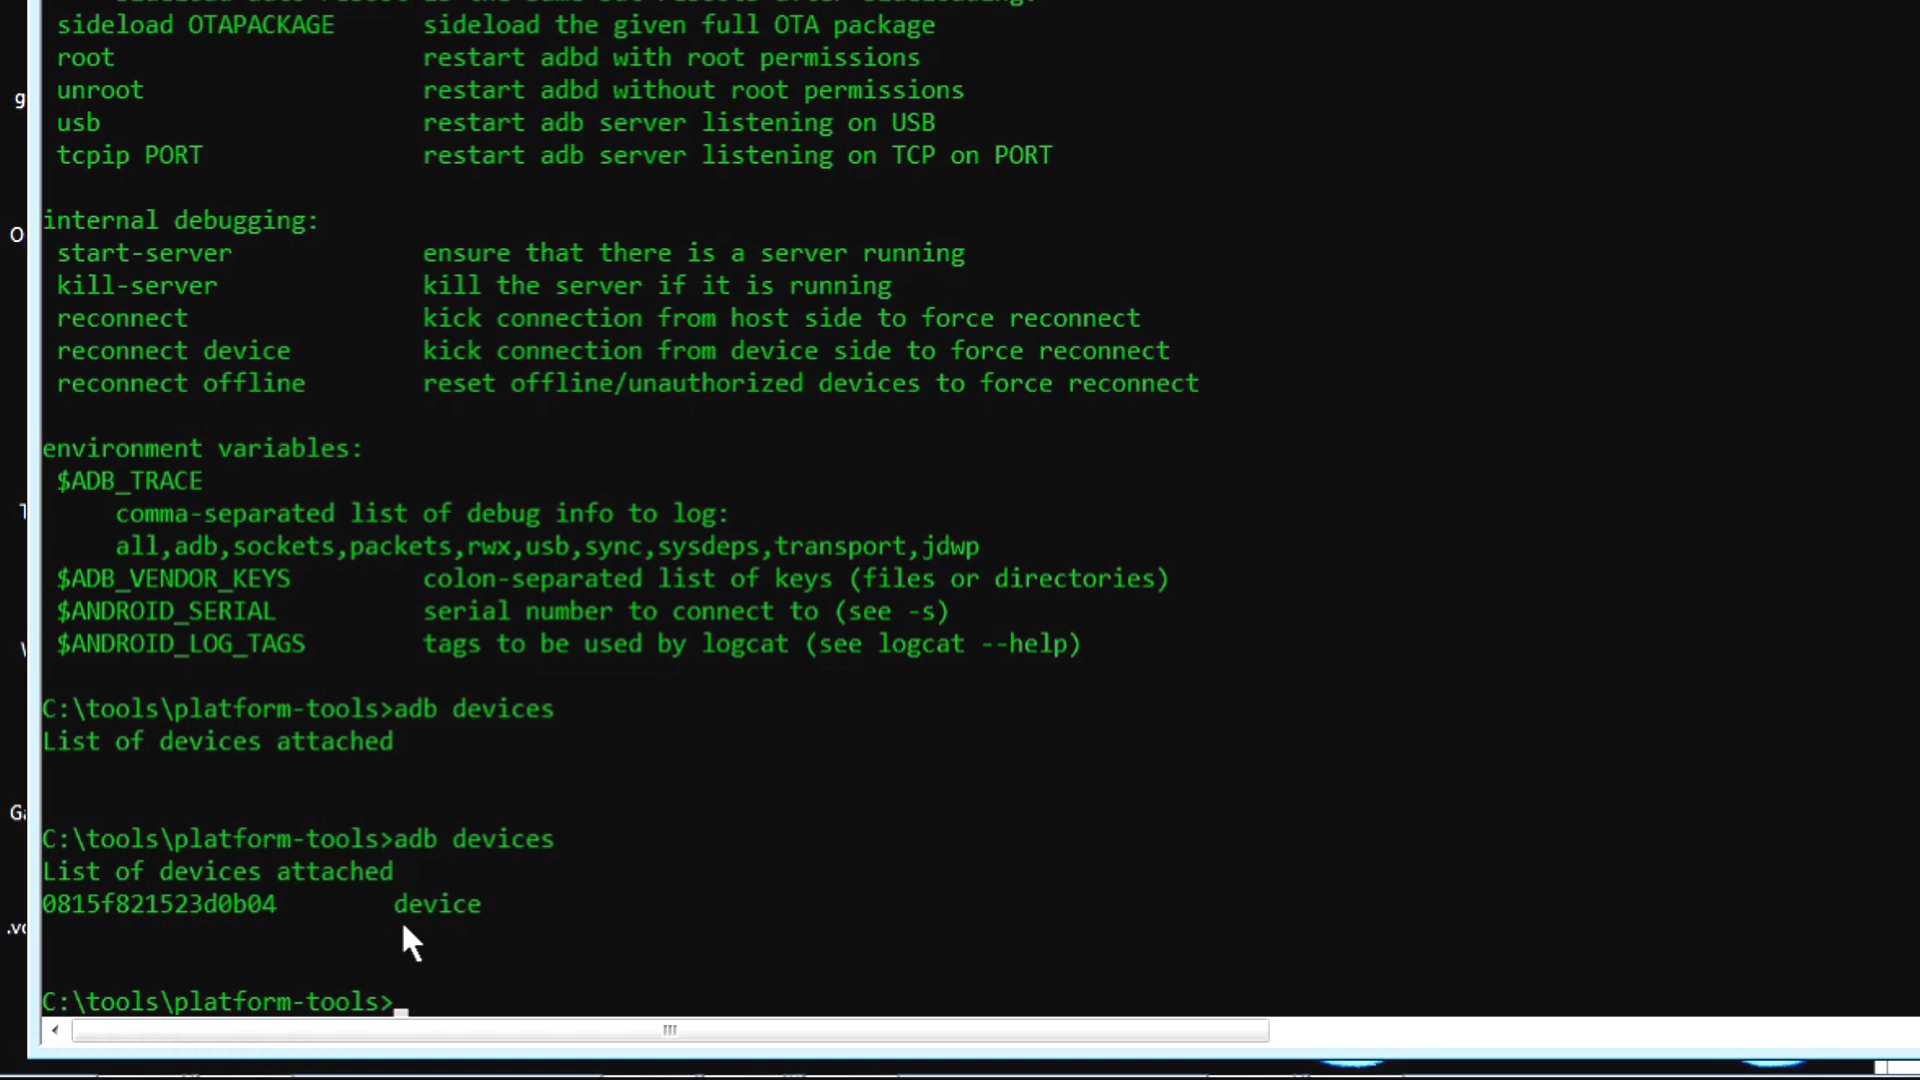 sideload OTAPACKAGE sideload the given full OTA package
root restart adbd with root permissions
unroot restart adbd without root permissions
usb restart adb server listening on USB
tcpip PORT restart adb server listening on TCP on PORT
internal debugging:
start-server ensure that there is a server running
kill-server kill the server if it is running
reconnect kick connection from host side to force reconnect
reconnect device kick connection from device side to force reconnect
reconnect offline reset offline/unauthorized devices to force reconnect
environment variables:
$ADB_TRACE
comma-separated list of debug info to log:
all,adb,sockets,packets,rwx,usb,sync,sysdeps,transport,jdwp
$ADB_VENDOR_KEYS colon-separated list of keys (files or directories)
$ANDROID_SERIAL serial number to connect to (see -s)
$ANDROID_LOG_TAGS tags to be used by logcat (see logcat --help)
C:\tools\platform-tools>adb devices
List of devices attached
C:\tools\platform-tools>adb devices
List of devices attached
0815f821523d0b04 device
C:\tools\platform-tools>